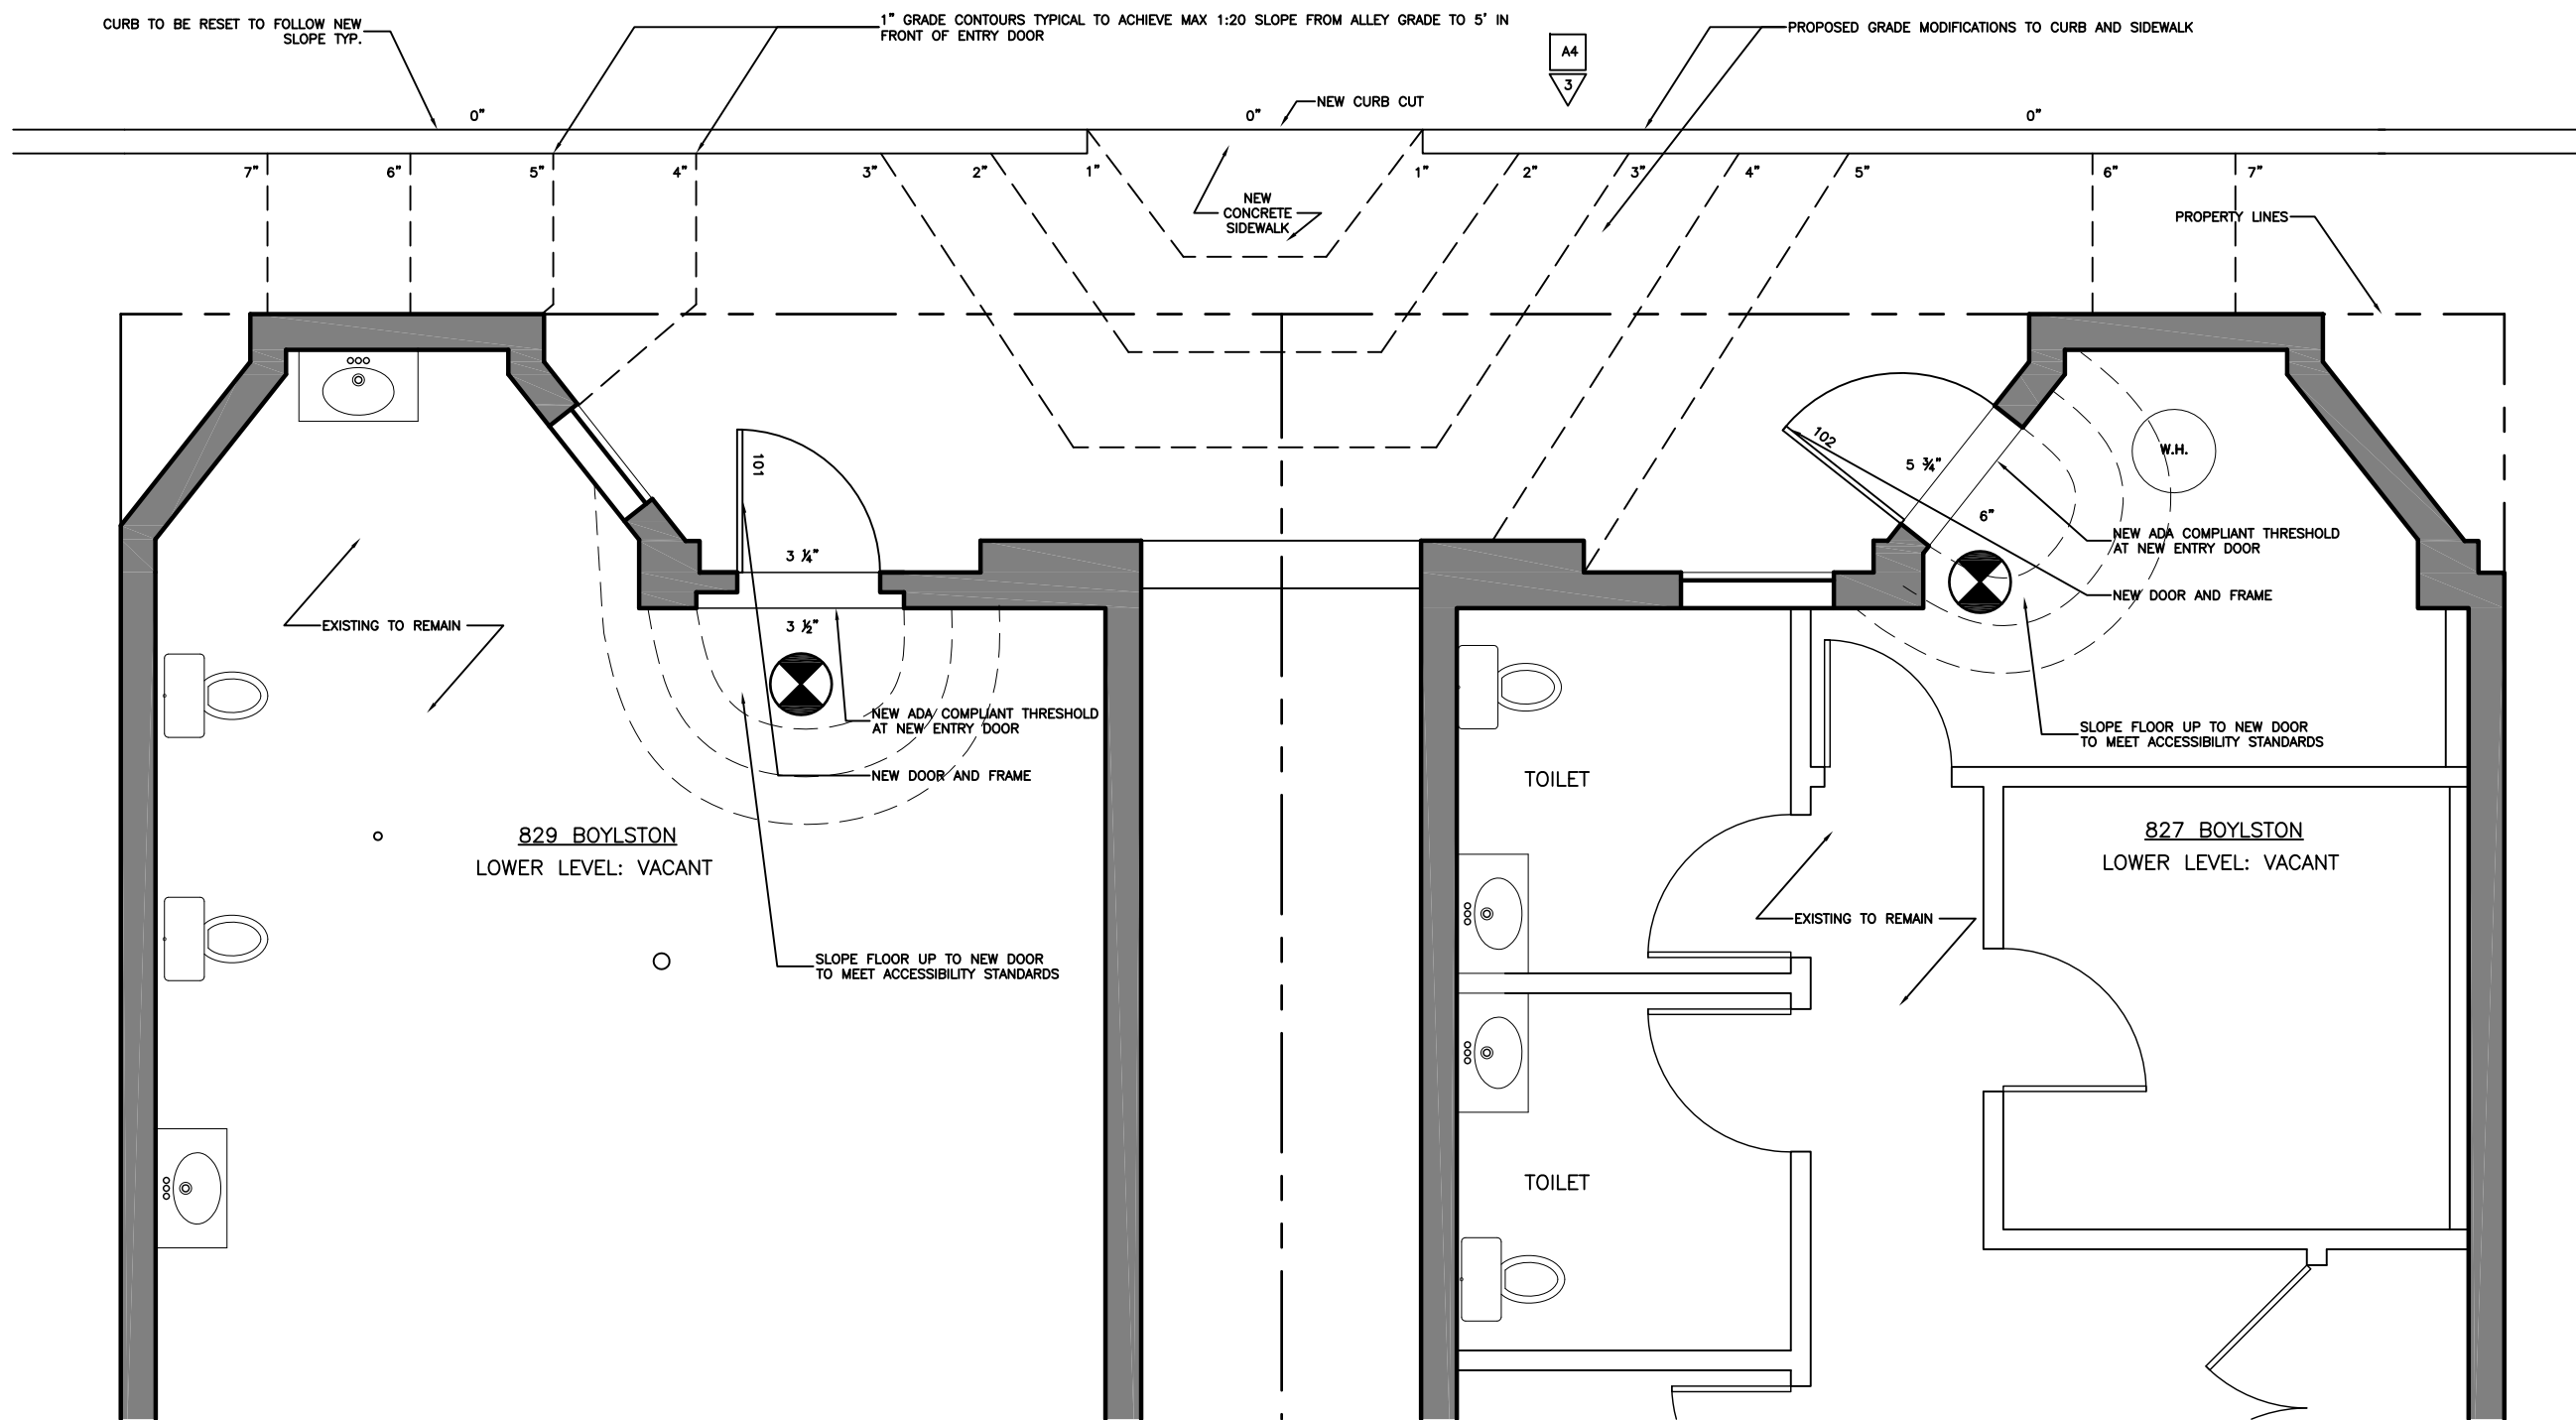 CURB TO BE RESET TO FOLLOW NEW
SLOPE TYP.
1" GRADE CONTOURS TYPICAL TO ACHIEVE MAX 1:20 SLOPE FROM ALLEY GRADE TO 5' IN
FRONT OF ENTRY DOOR
A4
3
PROPOSED GRADE MODIFICATIONS TO CURB AND SIDEWALK
NEW CURB CUT
0"
0"
0"
7"
6"
5"
4"
3"
2"
1"
1"
2"
3"
4"
5"
6"
7"
NEW
CONCRETE
SIDEWALK
PROPERTY LINES
101
3 ¼"
3 ½"
102
5 ¾"
6"
W.H.
NEW ADA COMPLIANT THRESHOLD
AT NEW ENTRY DOOR
NEW DOOR AND FRAME
EXISTING TO REMAIN
NEW ADA COMPLIANT THRESHOLD
AT NEW ENTRY DOOR
NEW DOOR AND FRAME
SLOPE FLOOR UP TO NEW DOOR
TO MEET ACCESSIBILITY STANDARDS
TOILET
829 BOYLSTON
LOWER LEVEL: VACANT
827 BOYLSTON
LOWER LEVEL: VACANT
EXISTING TO REMAIN
SLOPE FLOOR UP TO NEW DOOR
TO MEET ACCESSIBILITY STANDARDS
TOILET